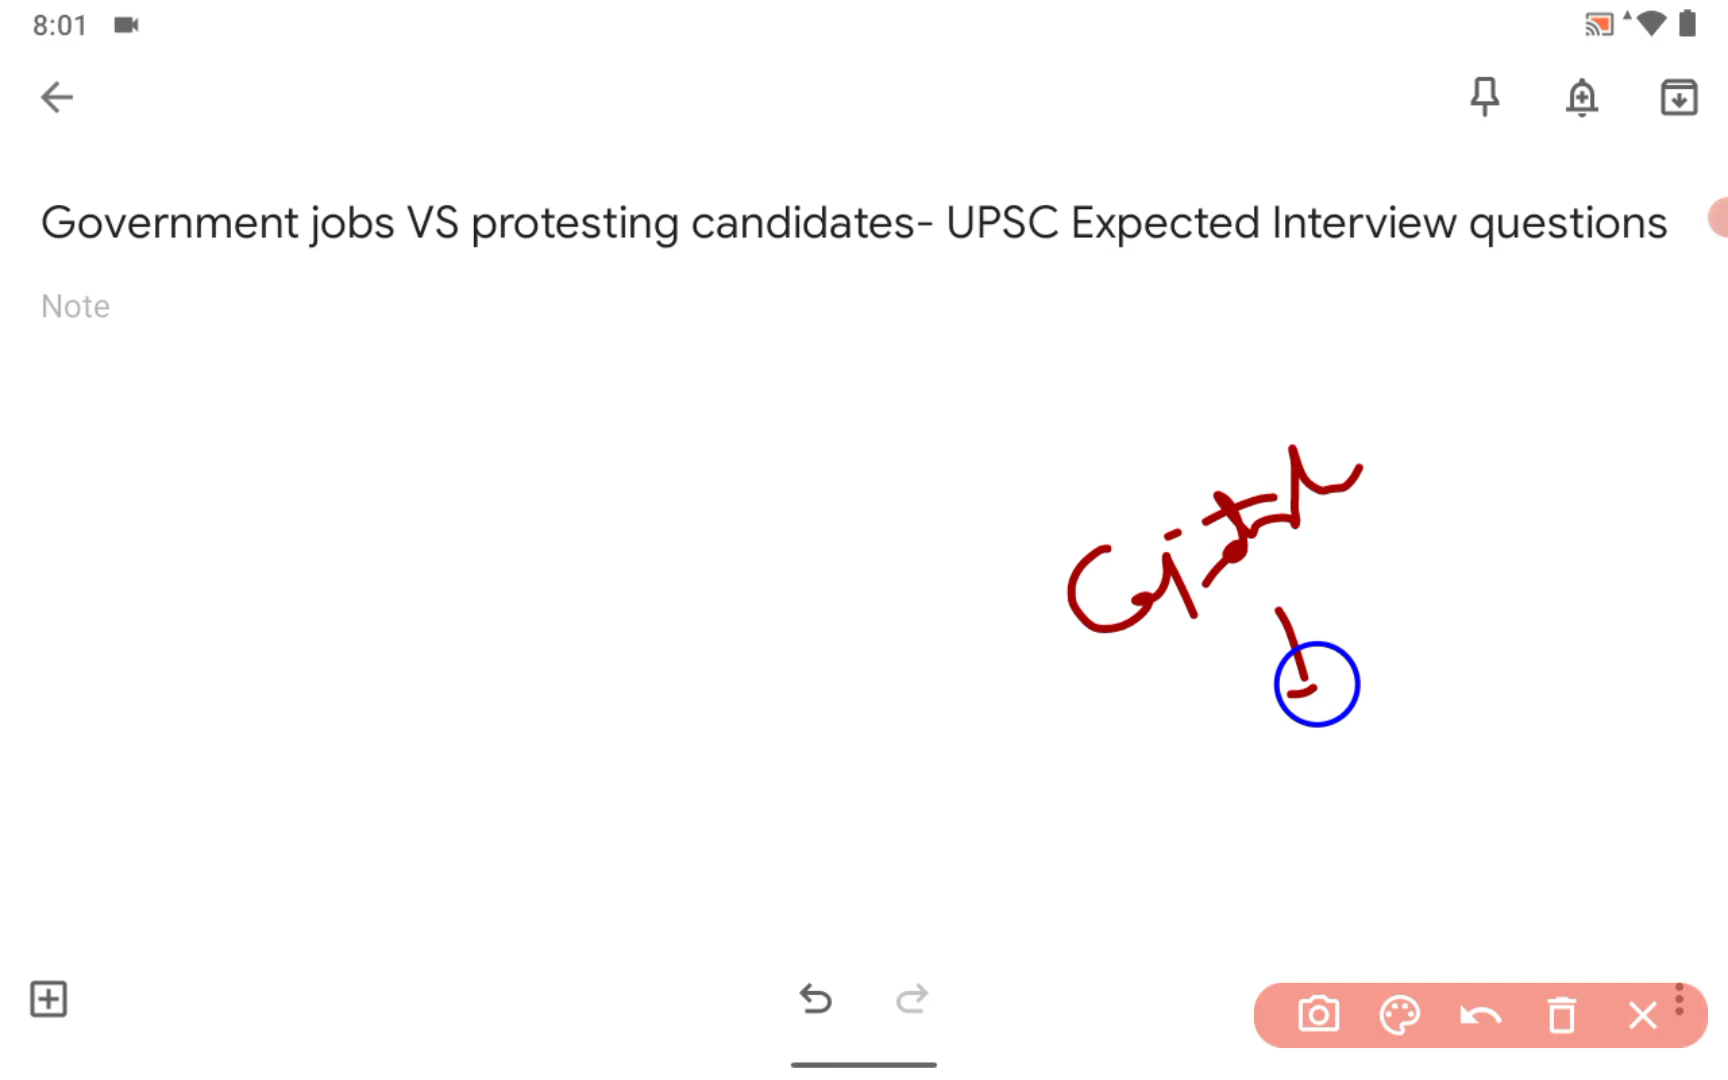 8:01
Government jobs VS protesting candidates- UPSC Expected Interview questions
Note